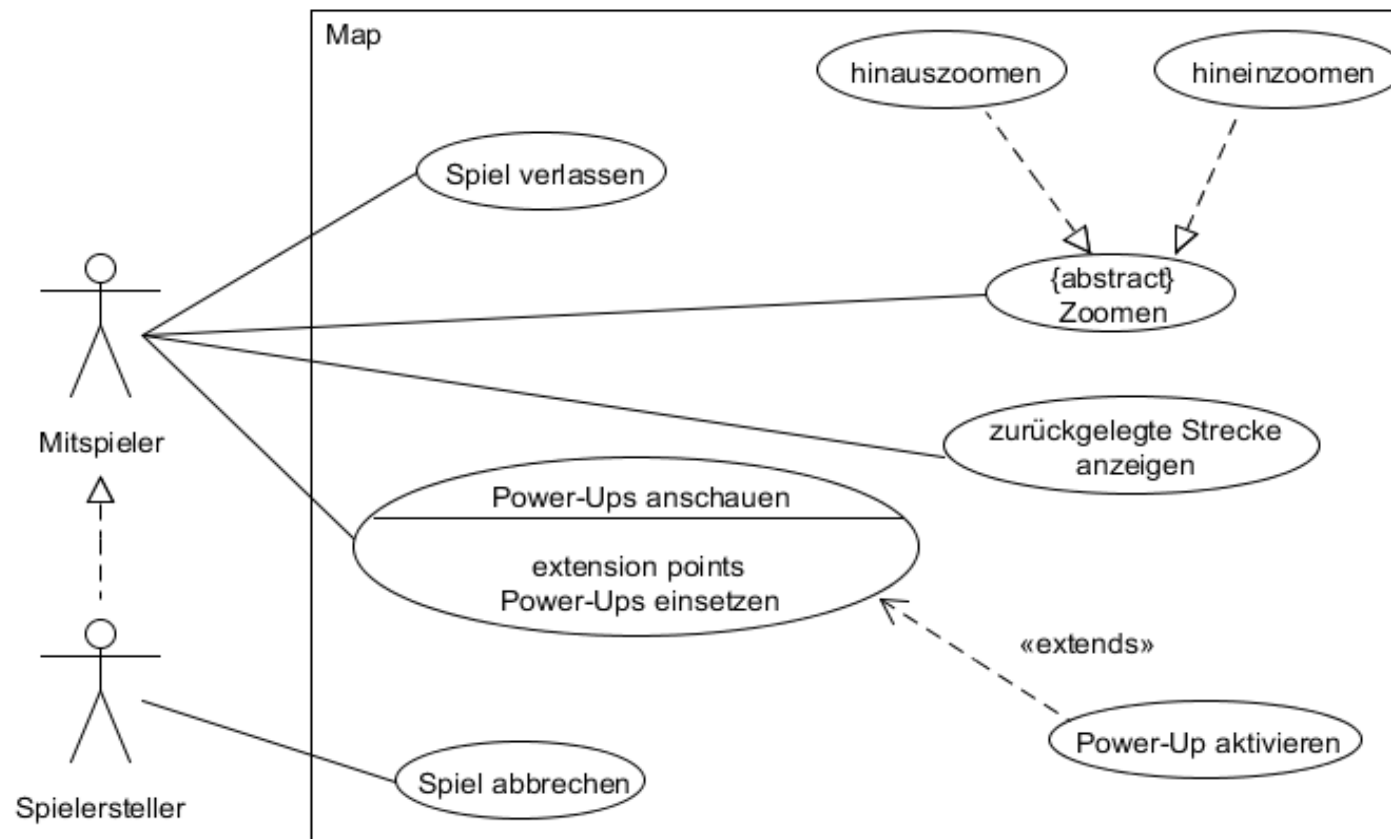 Map
hinauszoomen
hineinzoomen
Spiel verlassen
{abstract}
Zoomen
Mitspieler
zurückgelegte Strecke
anzeigen
Power-Ups anschauen
extension points
Power-Ups einsetzen
«extends»
Power-Up aktivieren
Spiel abbrechen
Spielersteller